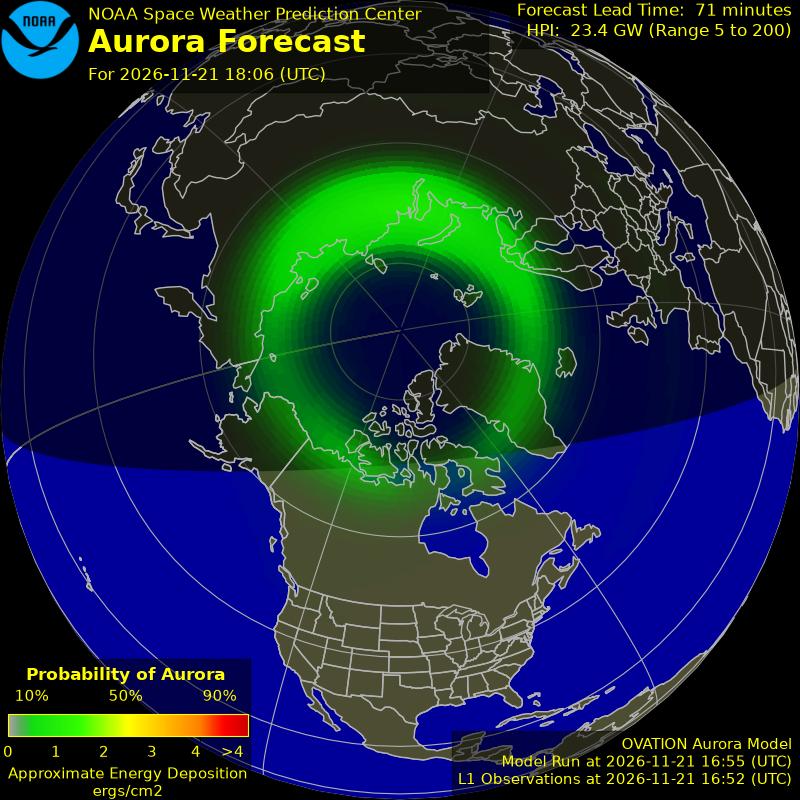 NOAA
NOAA Space Weather Prediction Center
Aurora Forecast
For 2026-11-21 18:06 (UTC)
Forecast Lead Time: 71 minutes
HPI: 23.4 GW (Range 5 to 200)
Probability of Aurora
10% 50% 90%
0 1 2 3 4 >4
Approximate Energy Deposition
ergs/cm2
OVATION Aurora Model
Model Run at 2026-11-21 16:55 (UTC)
L1 Observations at 2026-11-21 16:52 (UTC)